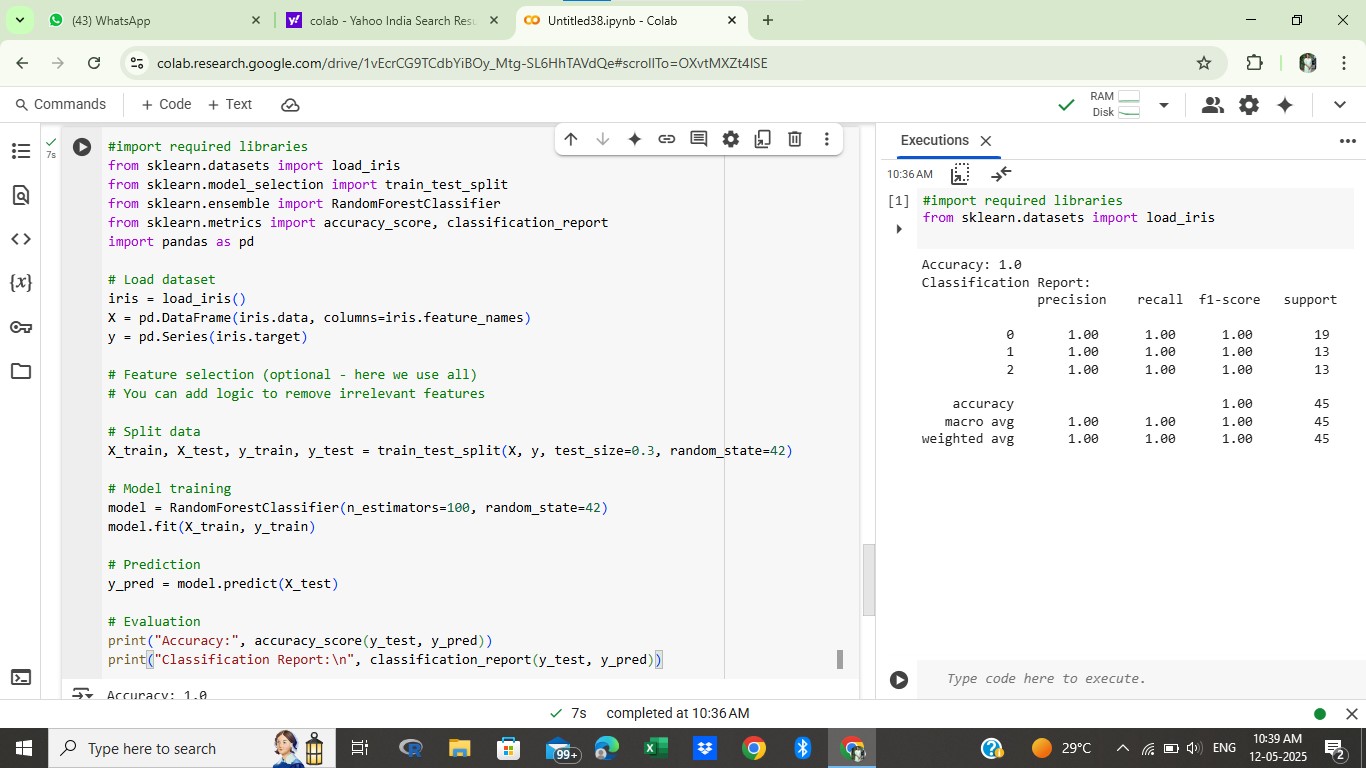 (43) WhatsApp
colab - Yahoo India Search Resu
Untitled38.ipynb - Colab
colab.research.google.com/drive/1vEcrCG9TCdbYiBOy_Mtg-SL6HhTAVdQe#scrollTo=OXvtMXZt4ISE
Commands + Code + Text
RAM
Disk
7s
#import required libraries
from sklearn.datasets import load_iris
from sklearn.model_selection import train_test_split
from sklearn.ensemble import RandomForestClassifier
from sklearn.metrics import accuracy_score, classification_report
import pandas as pd
# Load dataset
iris = load_iris()
X = pd.DataFrame(iris.data, columns=iris.feature_names)
y = pd.Series(iris.target)
# Feature selection (optional - here we use all)
# You can add logic to remove irrelevant features
# Split data
X_train, X_test, y_train, y_test = train_test_split(X, y, test_size=0.3, random_state=42)
# Model training
model = RandomForestClassifier(n_estimators=100, random_state=42)
model.fit(X_train, y_train)
# Prediction
y_pred = model.predict(X_test)
# Evaluation
print("Accuracy:", accuracy_score(y_test, y_pred))
print("Classification Report:\n", classification_report(y_test, y_pred))
Accuracy: 1.0
Executions
10:36 AM
[1] #import required libraries
from sklearn.datasets import load_iris
Accuracy: 1.0
Classification Report:
precision recall f1-score support
0 1.00 1.00 1.00 19
1 1.00 1.00 1.00 13
2 1.00 1.00 1.00 13
accuracy 1.00 45
macro avg 1.00 1.00 1.00 45
weighted avg 1.00 1.00 1.00 45
Type code here to execute.
7s completed at 10:36 AM
Type here to search
99+
29°C
ENG
10:39 AM
12-05-2025
2